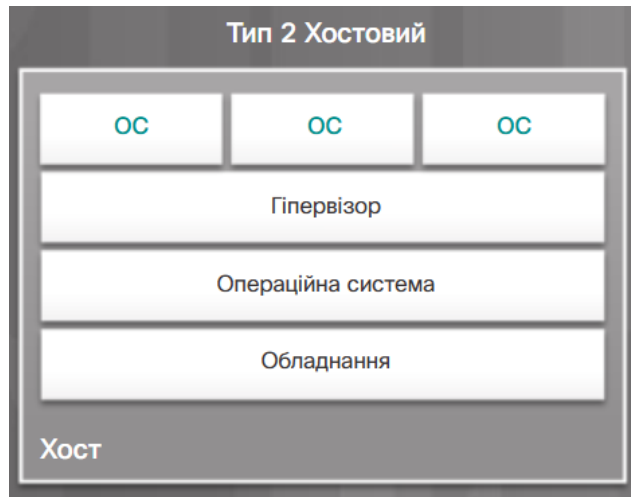 Тип 2 Хостовий
ОС ОС ОС
Гіпервізор
Операційна система
Обладнання
Хост